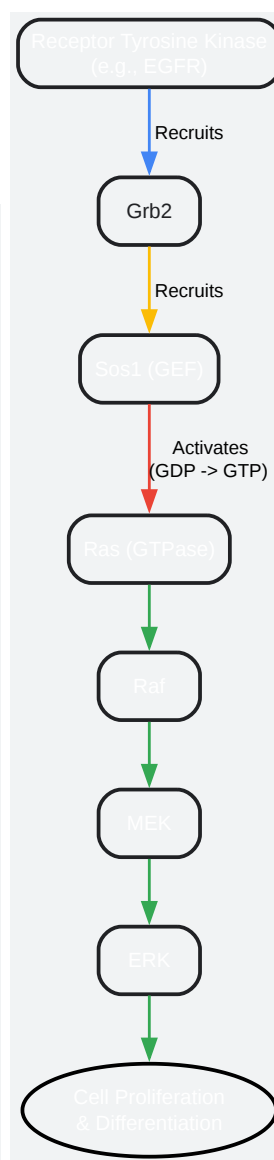 Receptor Tyrosine Kinase
(e.g., EGFR)
Recruits
Grb2
Recruits
Sos1 (GEF)
Activates
(GDP -> GTP)
Ras (GTPase)
Raf
MEK
ERK
Cell Proliferation
& Differentiation